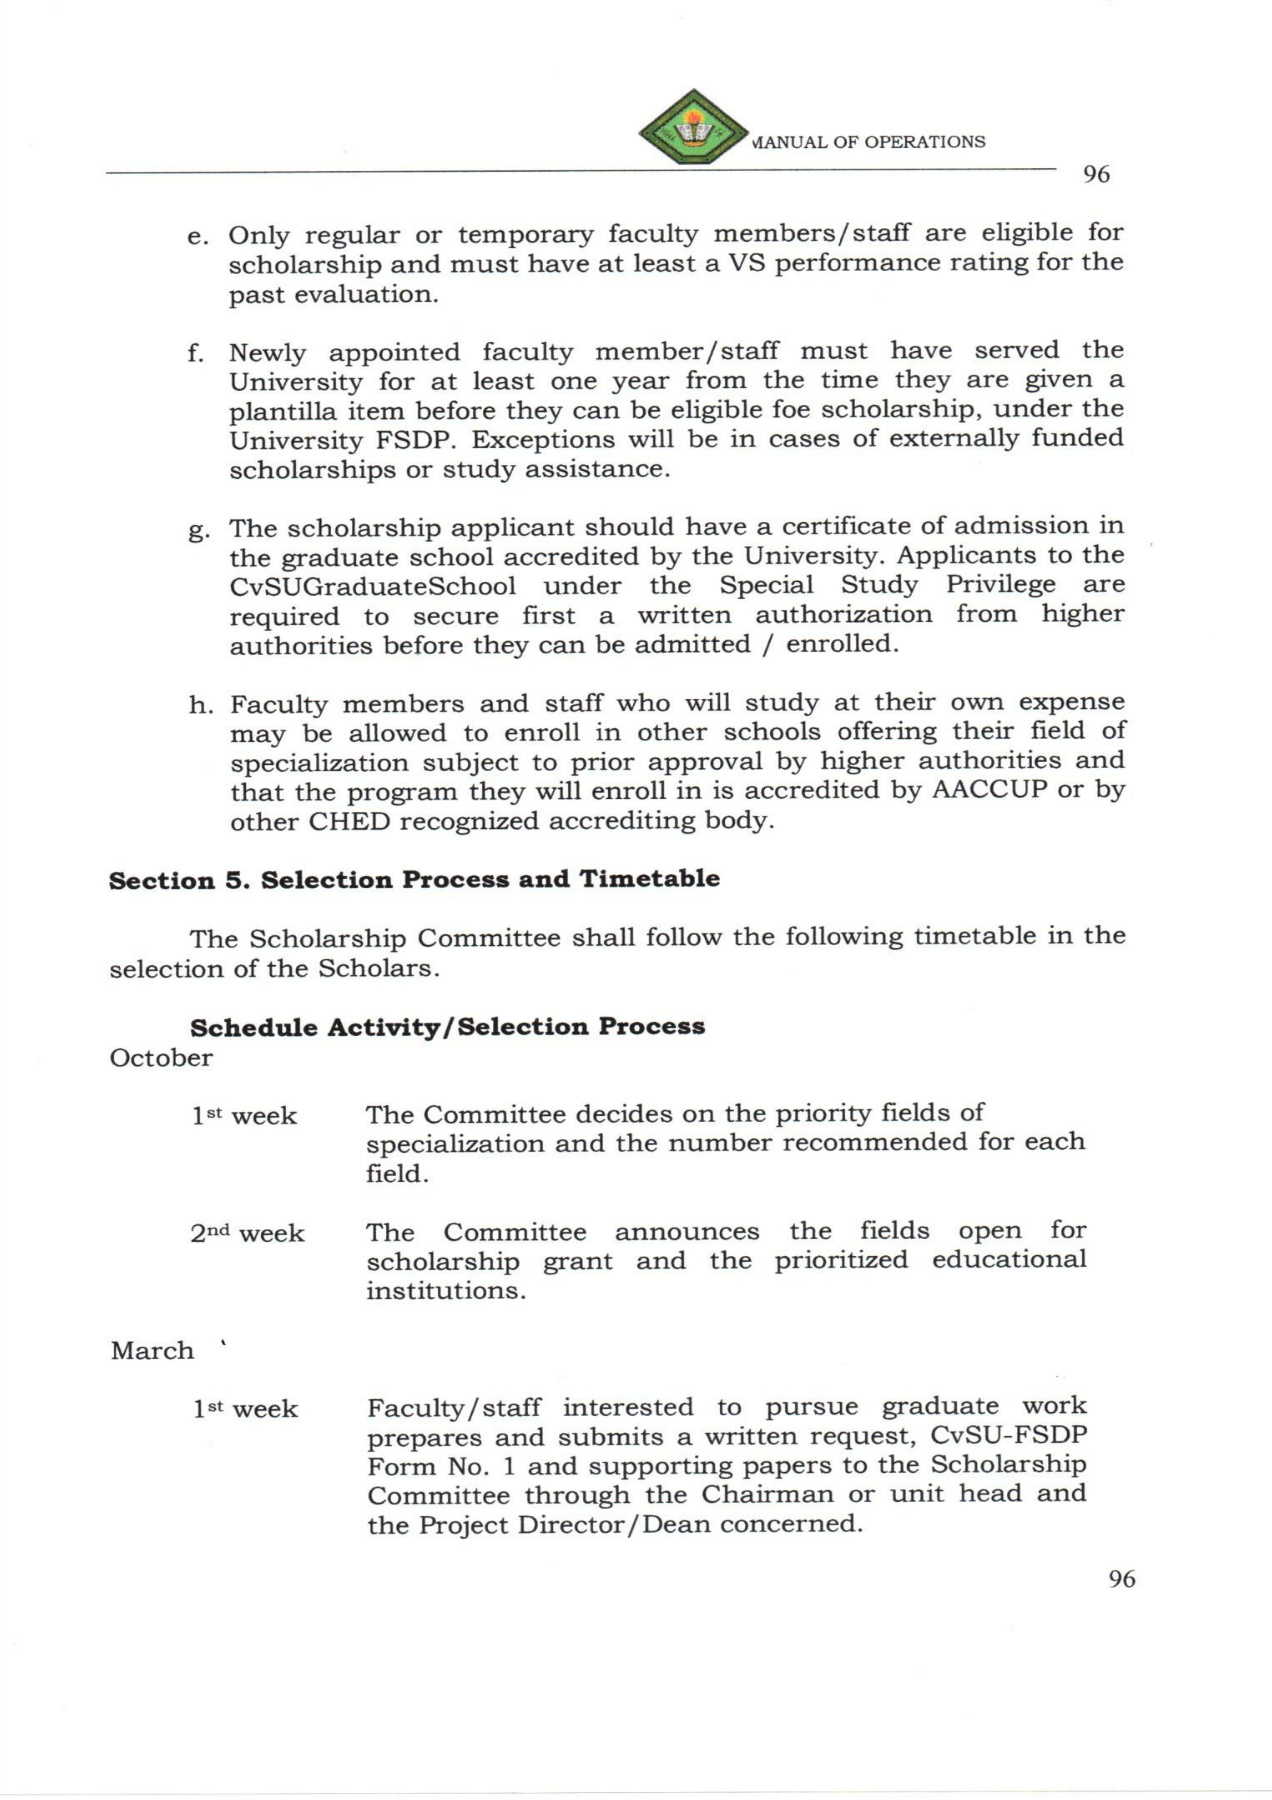 MANUAL OF OPERATIONS
96
e. Only regular or temporary faculty members/staff are eligible for
scholarship and must have at least a VS performance rating for the
past evaluation.
f. Newly appointed faculty member/staff must have served the
University for at least one year from the time they are given a
plantilla item before they can be eligible foe scholarship, under the
University FSDP. Exceptions will be in cases of externally funded
scholarships or study assistance.
g. The scholarship applicant should have a certificate of admission in
the graduate school accredited by the University. Applicants to the
CvSUGraduateSchool under the Special Study Privilege are
required to secure first a written authorization from higher
authorities before they can be admitted / enrolled.
h. Faculty members and staff who will study at their own expense
may be allowed to enroll in other schools offering their field of
specialization subject to prior approval by higher authorities and
that the program they will enroll in is accredited by AACCUP or by
other CHED recognized accrediting body.
Section 5. Selection Process and Timetable
The Scholarship Committee shall follow the following timetable in the
selection of the Scholars.
Schedule Activity/Selection Process
October
1st week The Committee decides on the priority fields of
specialization and the number recommended for each
field.
2nd week The Committee announces the fields open for
scholarship grant and the prioritized educational
institutions.
March
1st week Faculty/staff interested to pursue graduate work
prepares and submits a written request, CvSU-FSDP
Form No. 1 and supporting papers to the Scholarship
Committee through the Chairman or unit head and
the Project Director/Dean concerned.
96